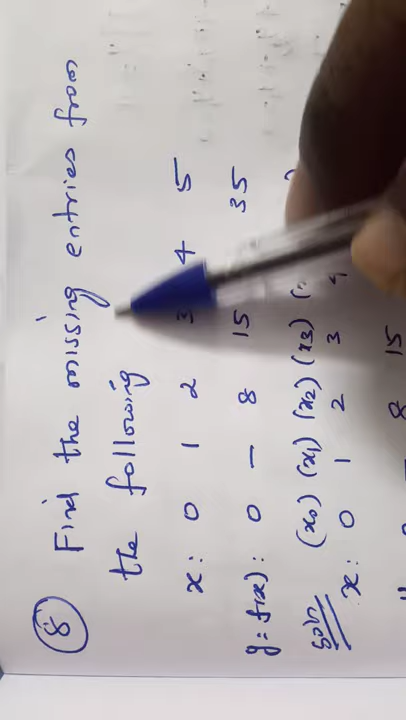 ⑧ Find the missing entries from
the following
x: 0 1 2 3 4 5
y=f(x): 0 — 8 15 35
Soln (x₀) (x₁) (x₂) (x₃)
x: 0 1 2 3 4
8 15